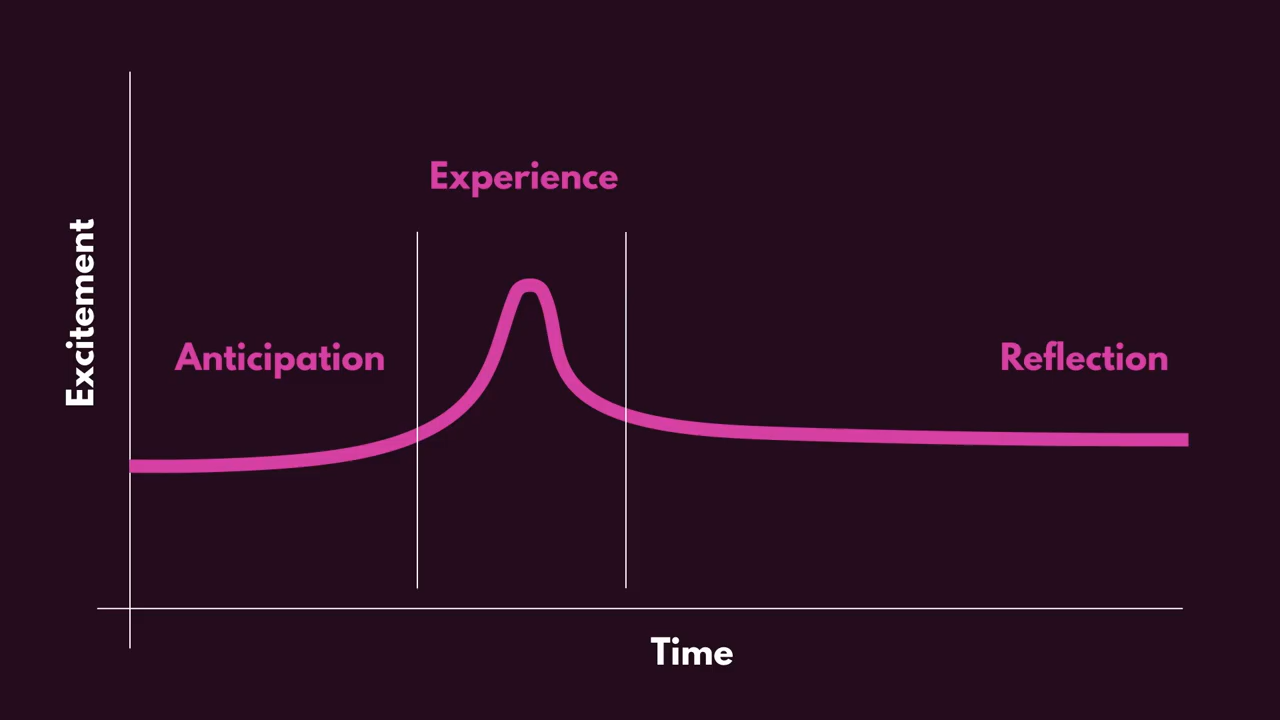 Experience
Excitement
Anticipation
Reflection
Time